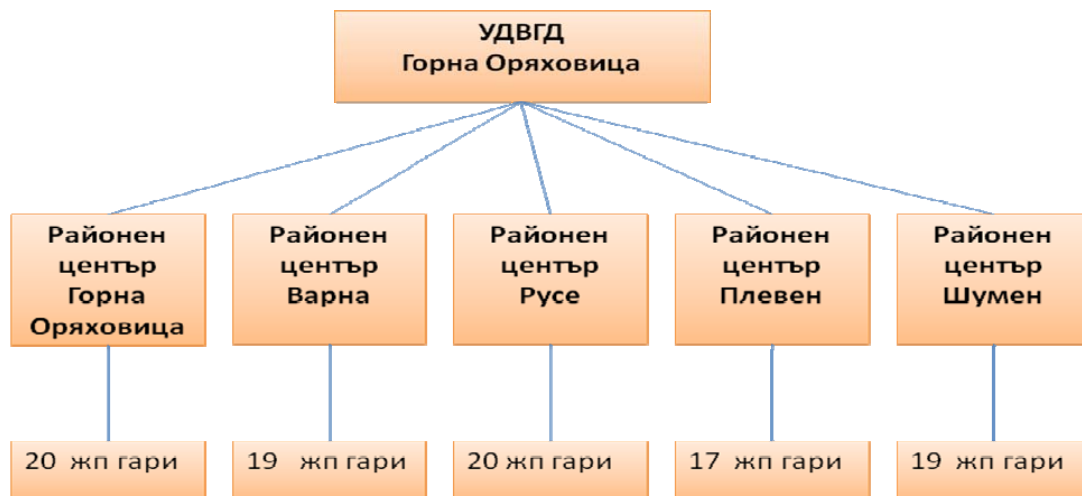 УДВГД
Горна Оряховица
Районен
център
Горна
Оряховица
Районен
център
Варна
Районен
център
Русе
Районен
център
Плевен
Районен
център
Шумен
20 жп гари
19 жп гари
20 жп гари
17 жп гари
19 жп гари